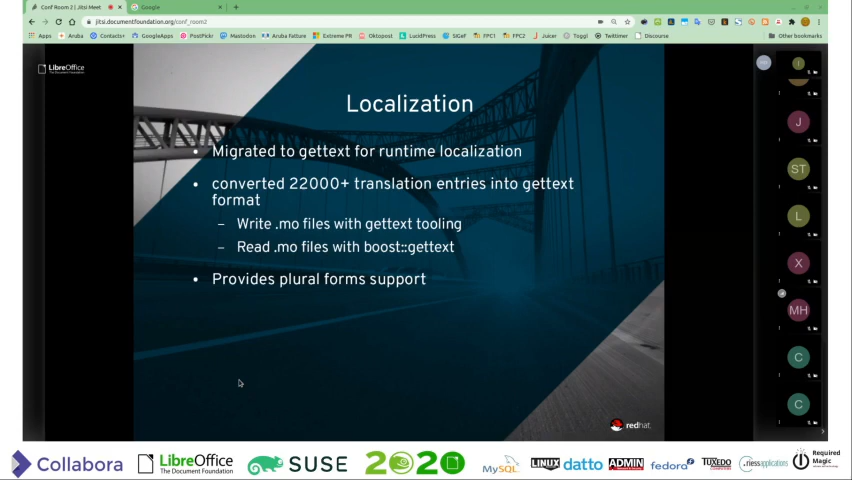 Conf Room 2 | Jitsi Meet
Google
jitsi.documentfoundation.org/conf_room2
Apps
Aruba
Contacts+
GoogleApps
PostPickr
Mastodon
Aruba Fatture
Extreme PR
Oktopost
LucidPress
SIGeF
FPC1
FPC2
Juicer
Toggl
Twittimer
Discourse
Other bookmarks
LibreOffice
The Document Foundation
Localization
• Migrated to gettext for runtime localization
• converted 22000+ translation entries into gettext
format
– Write .mo files with gettext tooling
– Read .mo files with boost::gettext
• Provides plural forms support
redhat.
J
ST
L
X
MH
C
C
Collabora
LibreOffice
The Document Foundation
SUSE
2020
MySQL
LINUX
datto
ADMIN
fedora
TUXEDO
riessapplications
Required
Magic